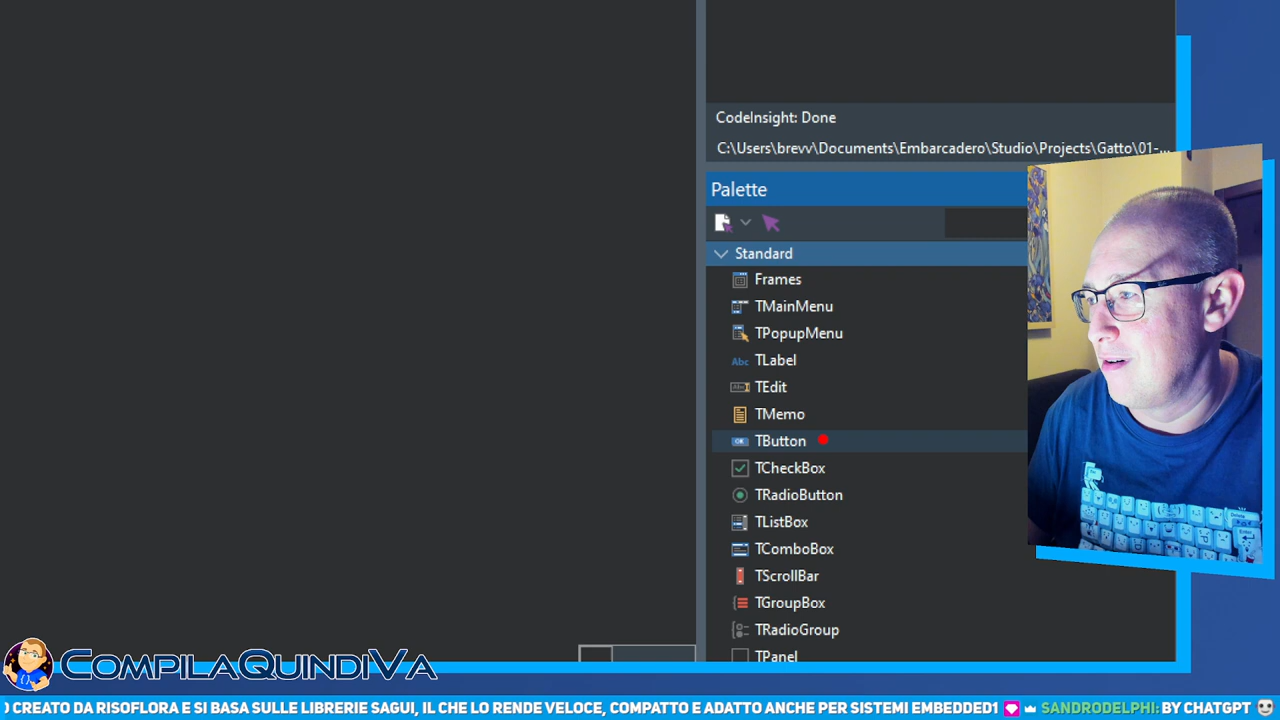 CodeInsight: Done
C:\Users\brevv\Documents\Embarcadero\Studio\Projects\Gatto\01-...
Palette
Standard
Frames
TMainMenu
TPopupMenu
Abc TLabel
TEdit
TMemo
OK TButton
TCheckBox
TRadioButton
TListBox
TComboBox
TScrollBar
TGroupBox
TRadioGroup
TPanel
COMPILAQUINDIVA
O CREATO DA RISOFLORA E SI BASA SULLE LIBRERIE SAGUI, IL CHE LO RENDE VELOCE, COMPATTO E ADATTO ANCHE PER SISTEMI EMBEDDED1 SANDRODELPHI: BY CHATGPT